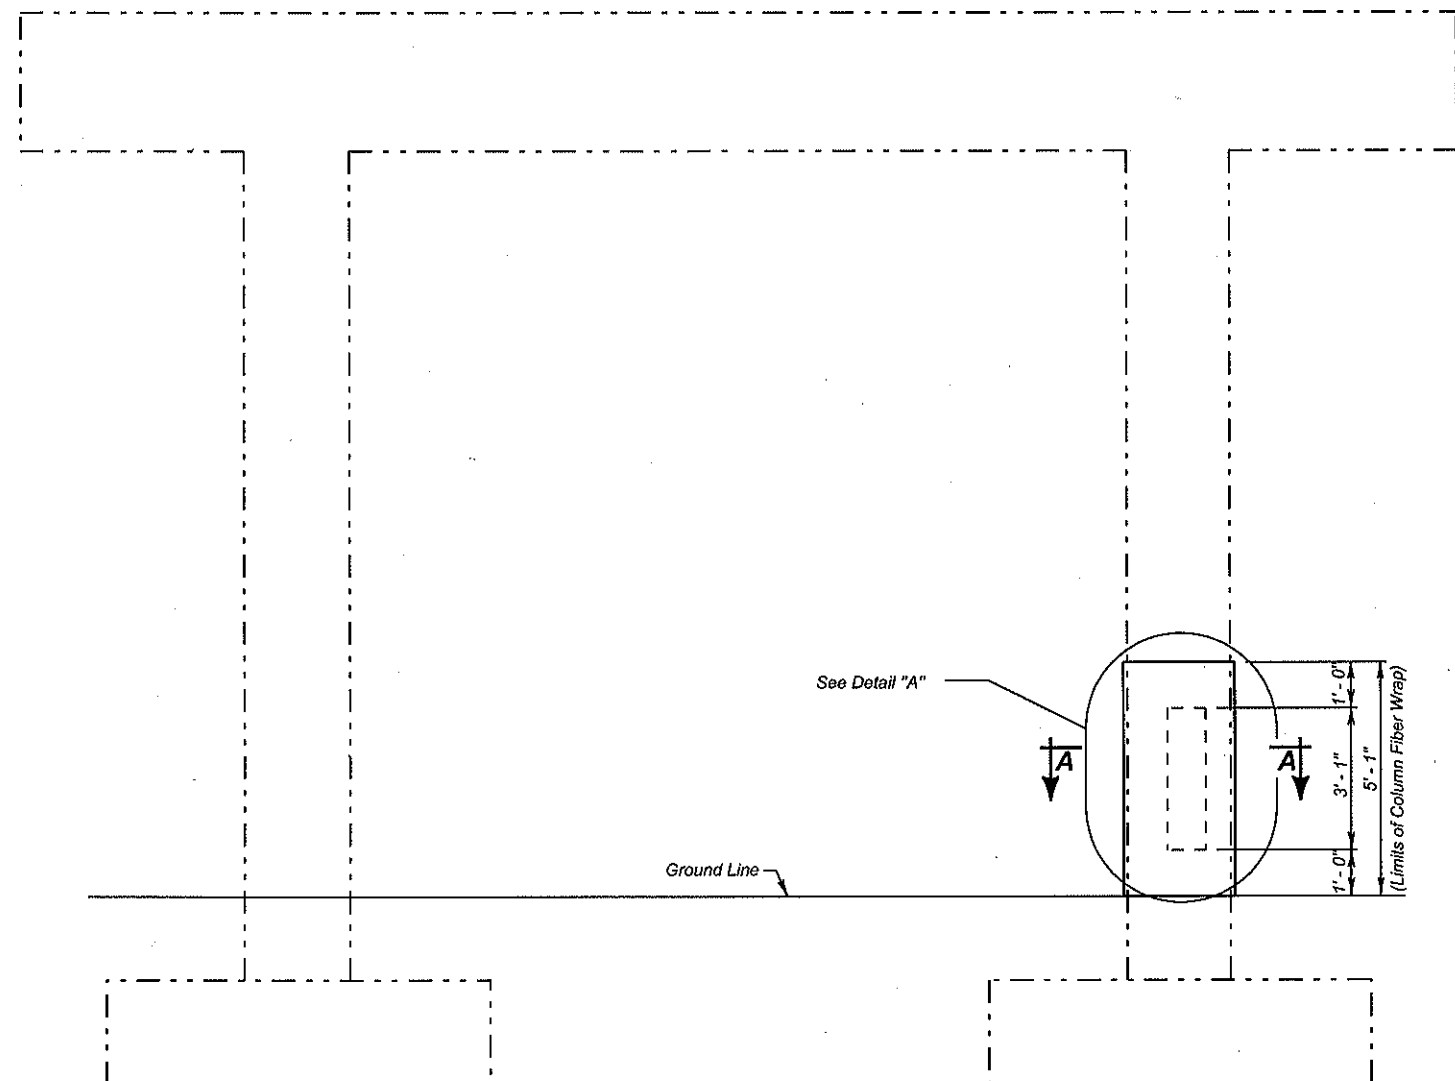 See Detail "A"
A
A
1' - 0"
3' - 1"
1' - 0"
5' - 1"
(Limits of Column Fiber Wrap)
Ground Line